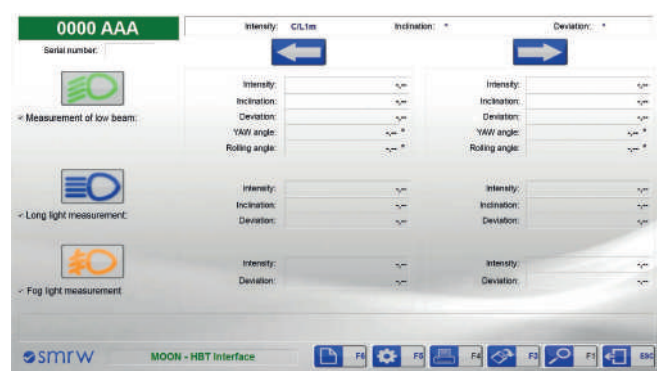 0000 AAA
Intensity: C/L1m Inclination: ° Deviation: °
Serial number:
Intensity: -,-- Intensity: -,--
Inclination: -,-- Inclination: -,--
Measurement of low beam: Deviation: -,-- Deviation: -,--
YAW angle: -,-- ° YAW angle: -,-- °
Rolling angle: -,-- ° Rolling angle: -,-- °
Intensity: -,-- Intensity: -,--
Inclination: -,-- Inclination: -,--
Long light measurement: Deviation: -,-- Deviation: -,--
Intensity: -,-- Intensity: -,--
Deviation: -,-- Deviation: -,--
Fog light measurement
smrw MOON - HBT Interface F6 F5 F4 F3 F1 ESC